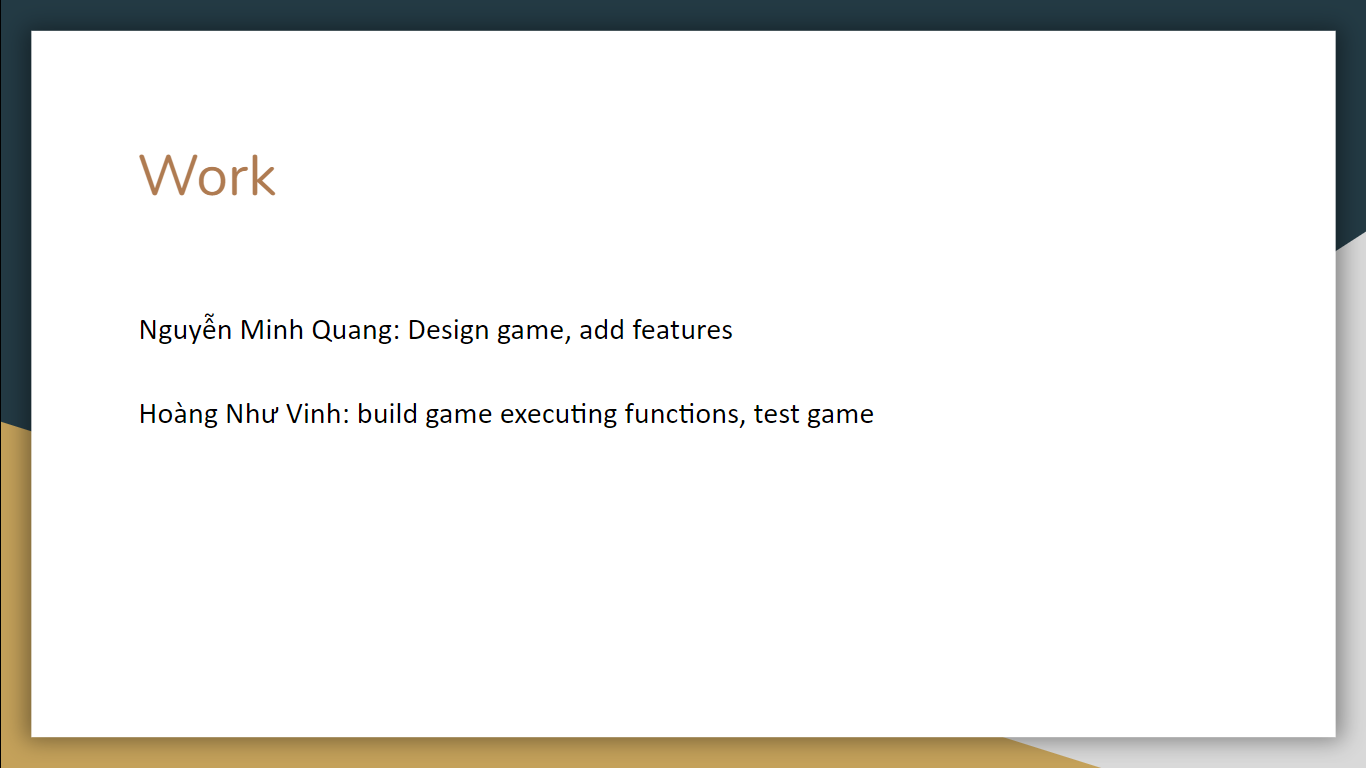 Work
Nguyễn Minh Quang: Design game, add features
Hoàng Như Vinh: build game executing functions, test game